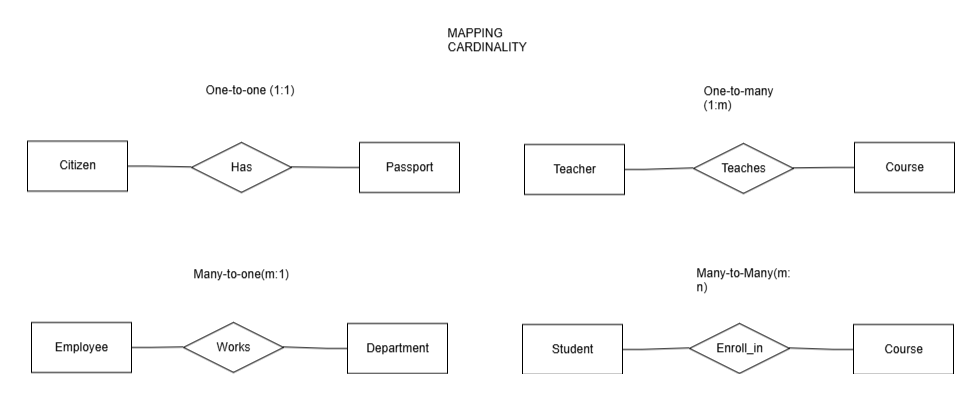 MAPPING
CARDINALITY
One-to-one (1:1)
One-to-many
(1:m)
Citizen
Has
Passport
Teacher
Teaches
Course
Many-to-one(m:1)
Many-to-Many(m:
n)
Employee
Works
Department
Student
Enroll_in
Course